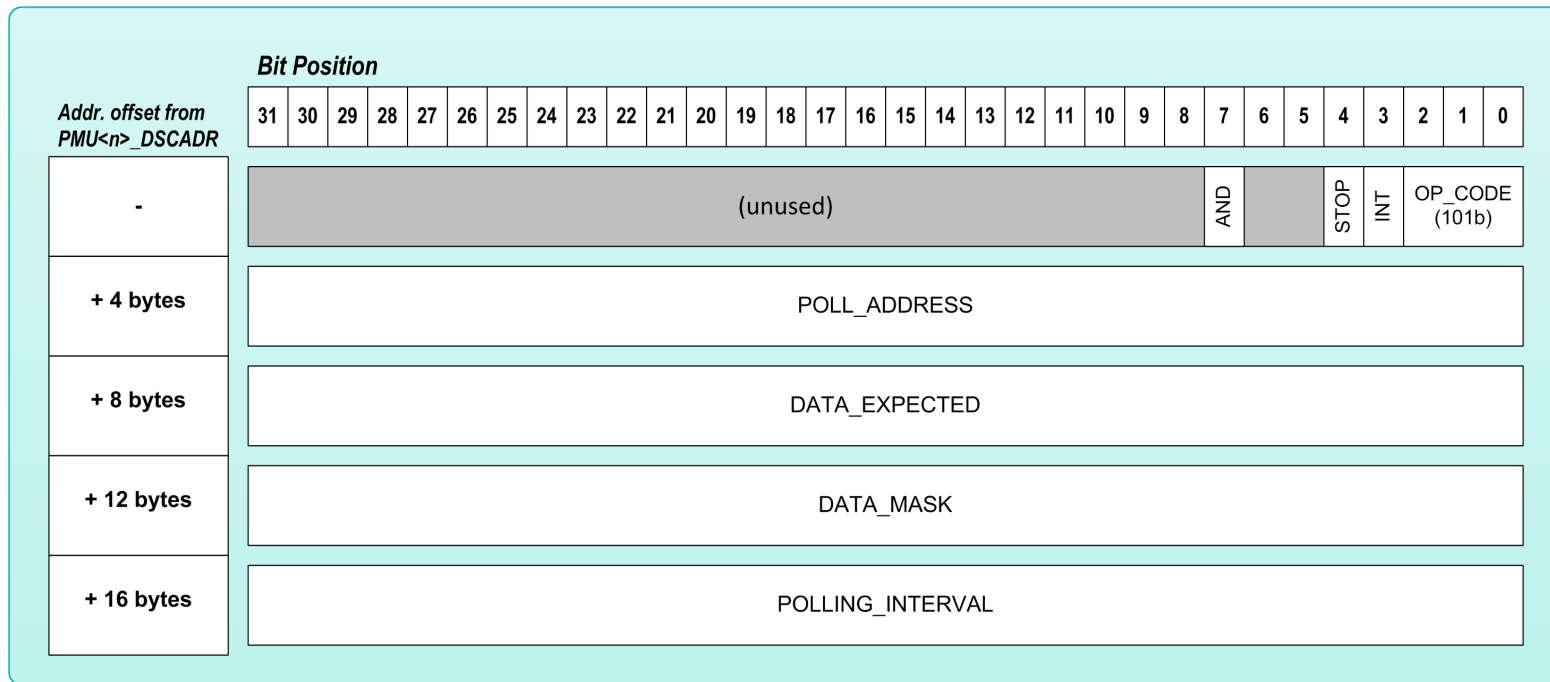 Bit Position
Addr. offset from
PMU<n>_DSCADR
31 30 29 28 27 26 25 24 23 22 21 20 19 18 17 16 15 14 13 12 11 10 9 8 7 6 5 4 3 2 1 0
-
(unused)
AND
STOP
INT
OP_CODE
(101b)
+ 4 bytes
POLL_ADDRESS
+ 8 bytes
DATA_EXPECTED
+ 12 bytes
DATA_MASK
+ 16 bytes
POLLING_INTERVAL